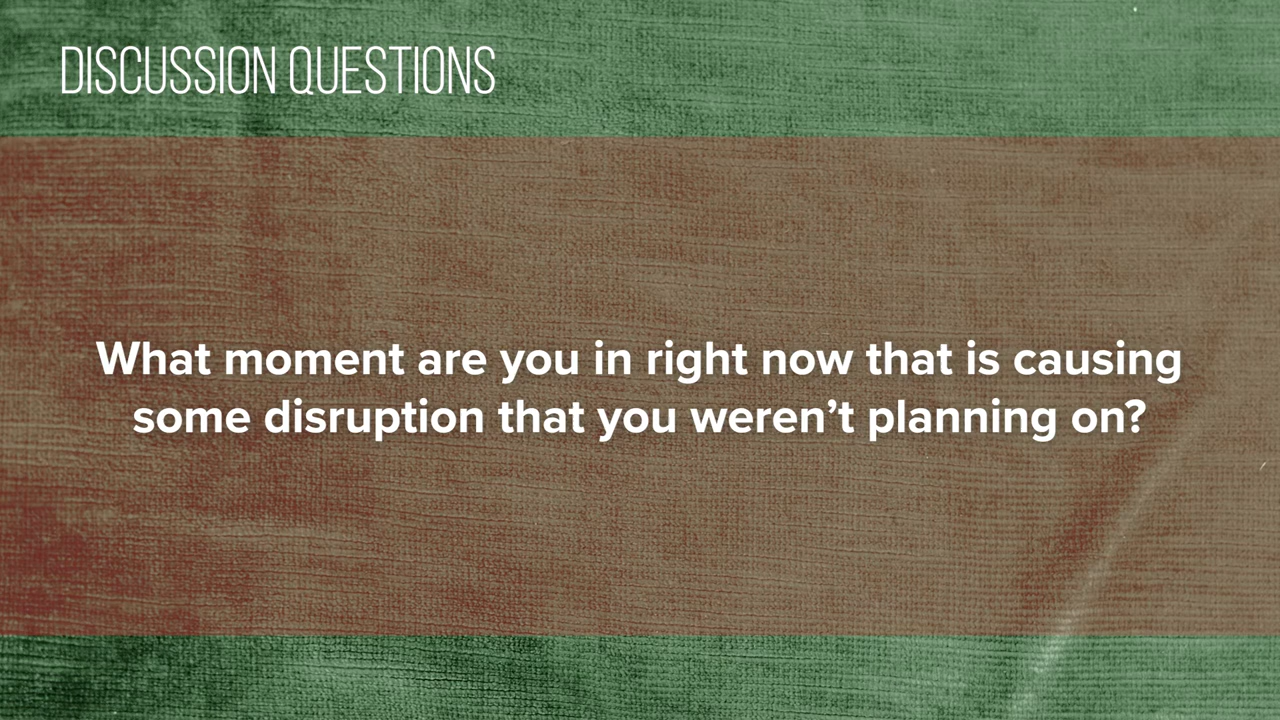 DISCUSSION QUESTIONS
What moment are you in right now that is causing
some disruption that you weren’t planning on?